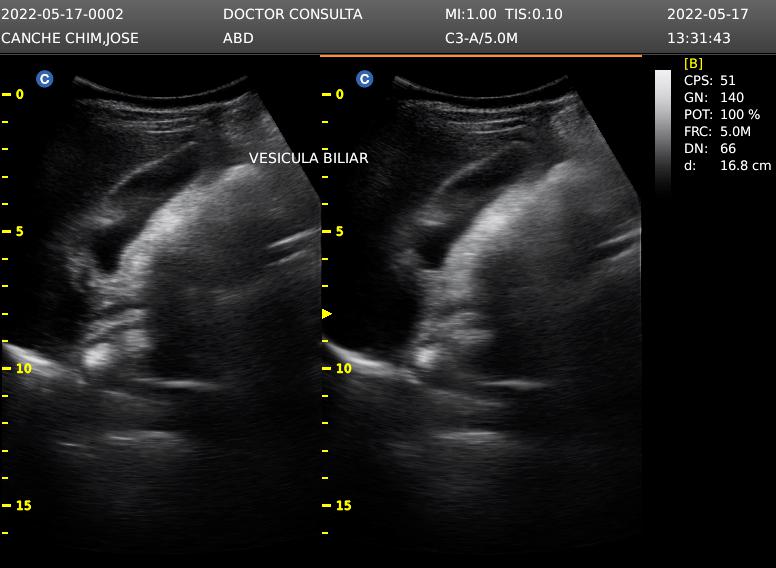 2022-05-17-0002 DOCTOR CONSULTA MI:1.00 TIS:0.10 2022-05-17
CANCHE CHIM,JOSE ABD C3-A/5.0M 13:31:43
C C
[B]
CPS: 51
GN: 140
POT: 100 %
FRC: 5.0M
DN: 66
d: 16.8 cm
0 0
VESICULA BILIAR
5 5
10 10
15 15